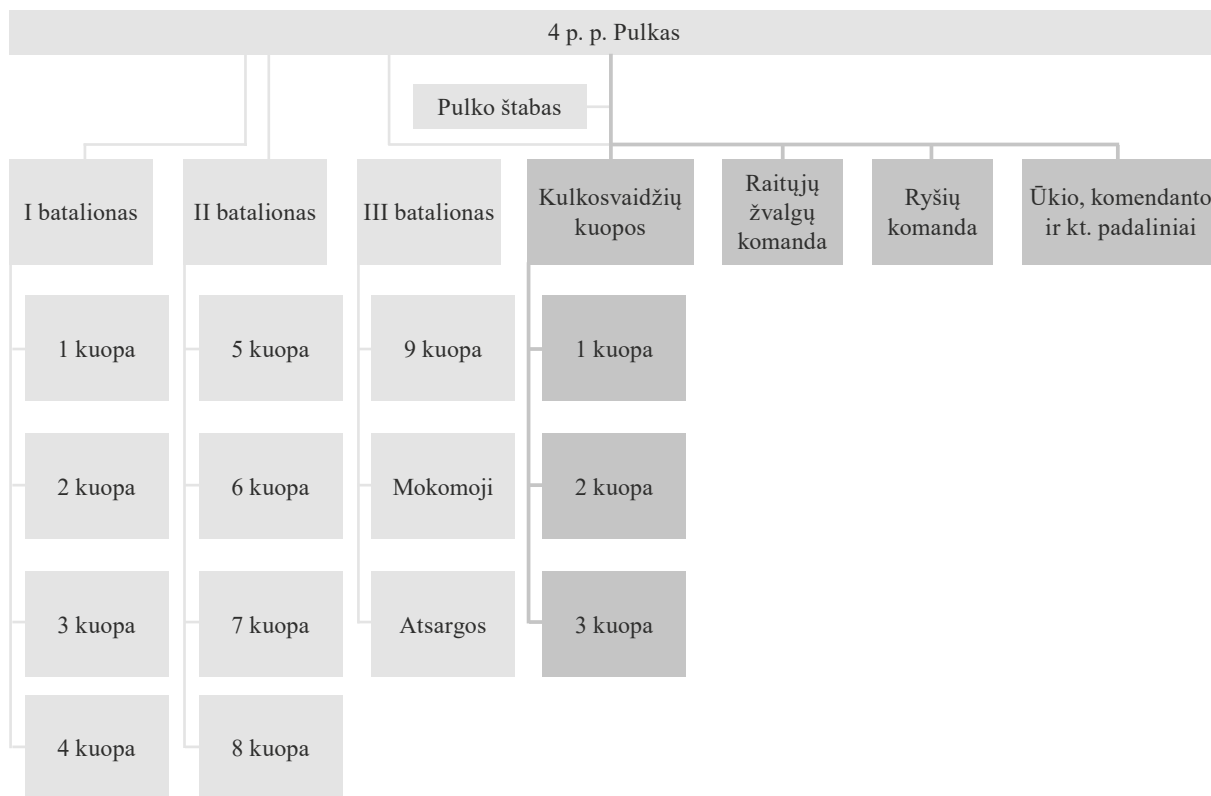 4 p. p. Pulkas
Pulko štabas
I batalionas
II batalionas
III batalionas
Kulkosvaidžių
kuopos
Raitųjų
žvalgų
komanda
Ryšių
komanda
Ūkio, komendanto
ir kt. padaliniai
1 kuopa
5 kuopa
9 kuopa
1 kuopa
2 kuopa
6 kuopa
Mokomoji
2 kuopa
3 kuopa
7 kuopa
Atsargos
3 kuopa
4 kuopa
8 kuopa